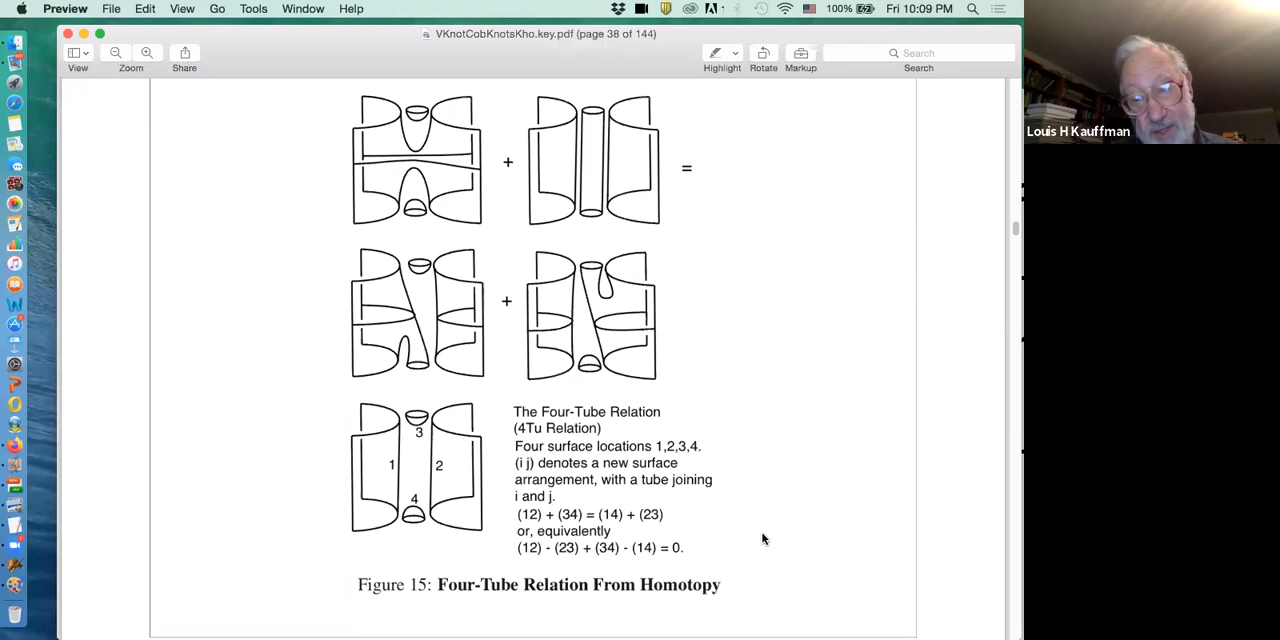 Preview File Edit View Go Tools Window Help
100% Fri 10:09 PM
VKnotCobKnotsKho.key.pdf (page 38 of 144)
View Zoom Share Highlight Rotate Markup Search
Search
Louis H Kauffman
+ =
+
3
1 2
4
The Four-Tube Relation
(4Tu Relation)
Four surface locations 1,2,3,4.
(i j) denotes a new surface
arrangement, with a tube joining
i and j.
(12) + (34) = (14) + (23)
or, equivalently
(12) - (23) + (34) - (14) = 0.
Figure 15: Four-Tube Relation From Homotopy